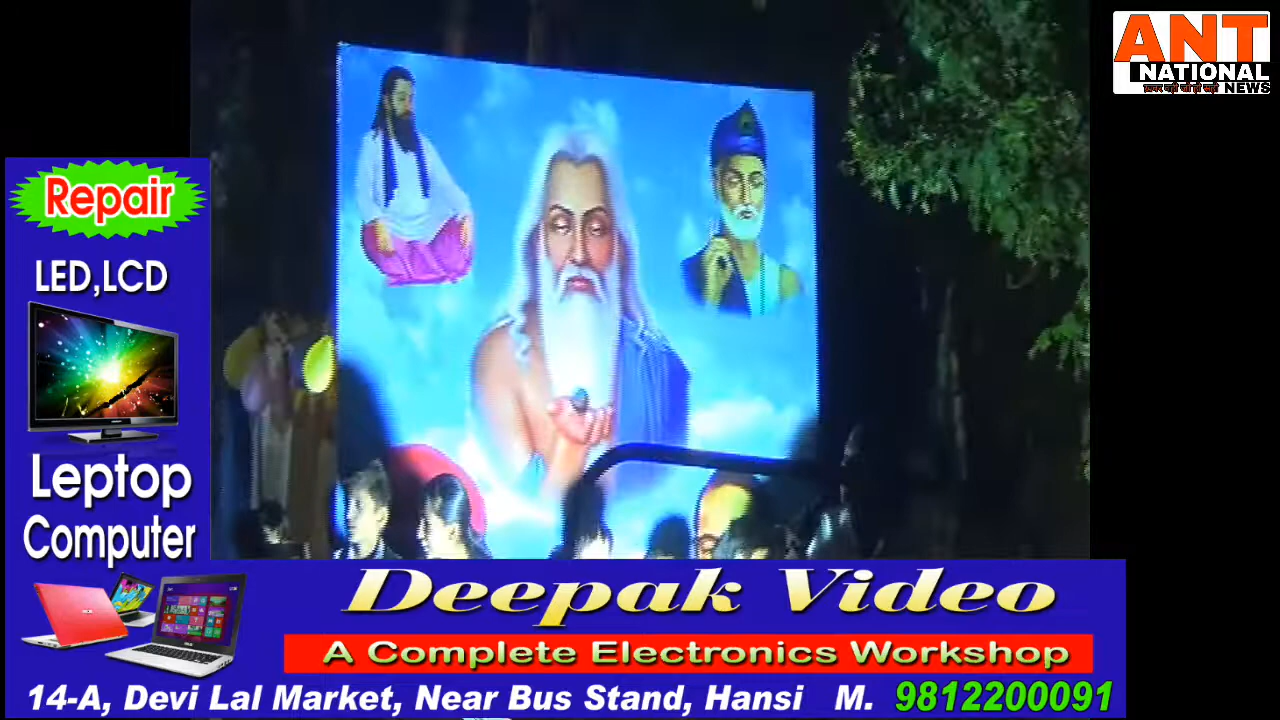 ANT
NATIONAL
NEWS
Repair
LED,LCD
Leptop
Computer
Deepak Video
A Complete Electronics Workshop
14-A, Devi Lal Market, Near Bus Stand, Hansi M. 9812200091